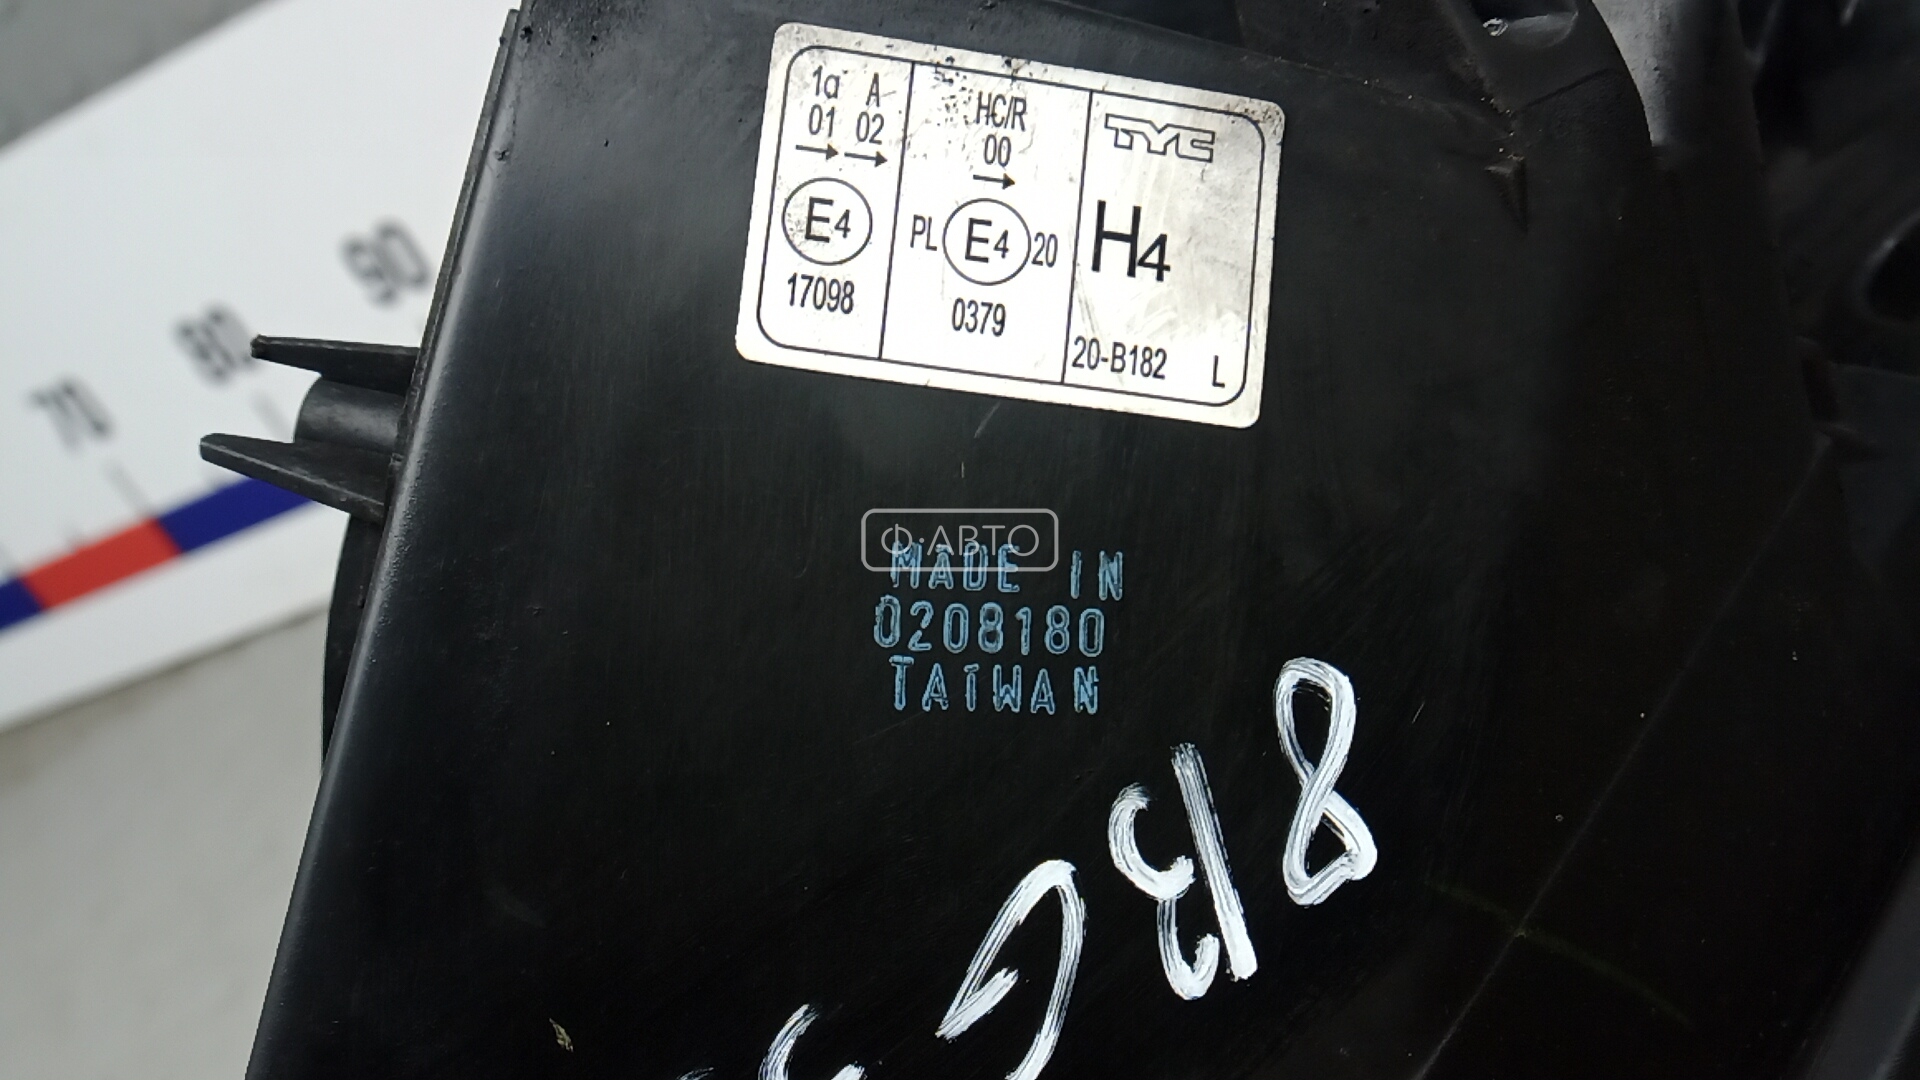 1a A
01 02
E4
17098
HC/R
00
PL E4 20
0379
TYC
H4
20-B182 L
Ф·АВТО
MADE IN
0208180
TAIWAN
70
80
90